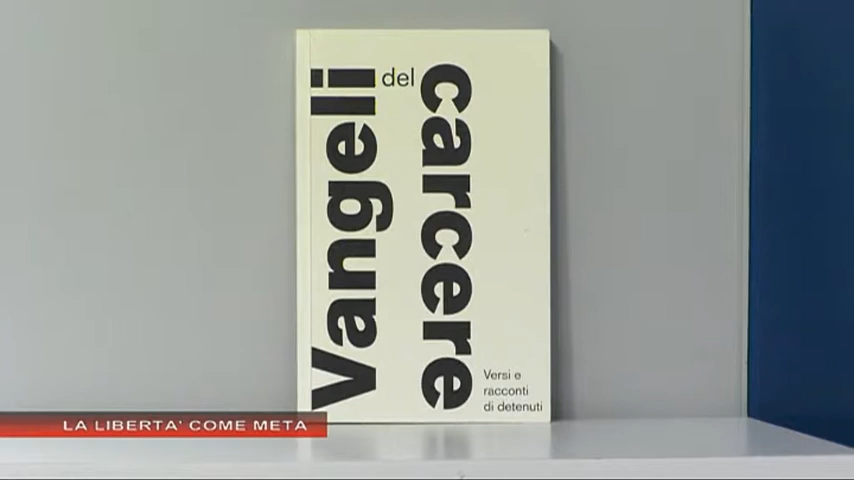 Vangeli
del
carcere
Versi e
racconti
di detenuti
LA LIBERTA' COME META